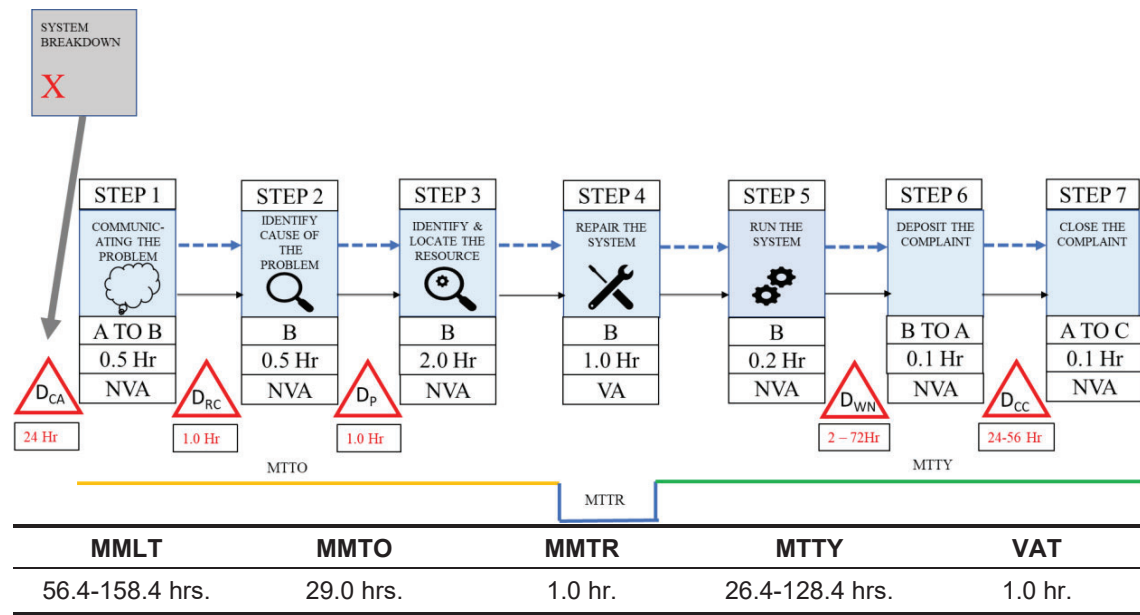 SYSTEM
BREAKDOWN
X
STEP 1
COMMUNIC-
ATING THE
PROBLEM
A TO B
0.5 Hr
NVA
STEP 2
IDENTIFY
CAUSE OF
THE
PROBLEM
B
0.5 Hr
NVA
STEP 3
IDENTIFY &
LOCATE THE
RESOURCE
B
2.0 Hr
NVA
STEP 4
REPAIR THE
SYSTEM
B
1.0 Hr
VA
STEP 5
RUN THE
SYSTEM
B
0.2 Hr
NVA
STEP 6
DEPOSIT THE
COMPLAINT
B TO A
0.1 Hr
NVA
STEP 7
CLOSE THE
COMPLAINT
A TO C
0.1 Hr
NVA
DCA
24 Hr
DRC
1.0 Hr
DP
1.0 Hr
DWN
2 – 72Hr
DCC
24-56 Hr
MTTO
MTTR
MTTY
MMLT MMTO MMTR MTTY VAT
56.4-158.4 hrs. 29.0 hrs. 1.0 hr. 26.4-128.4 hrs. 1.0 hr.